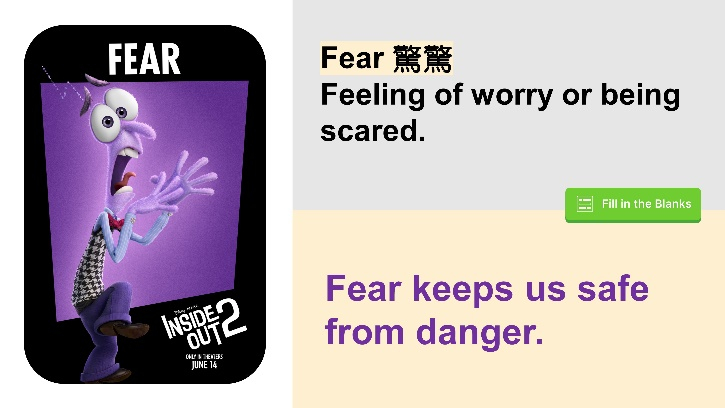 FEAR
INSIDE
OUT 2
ONLY IN THEATERS
JUNE 14
Fear 驚驚
Feeling of worry or being
scared.
Fill in the Blanks
Fear keeps us safe
from danger.